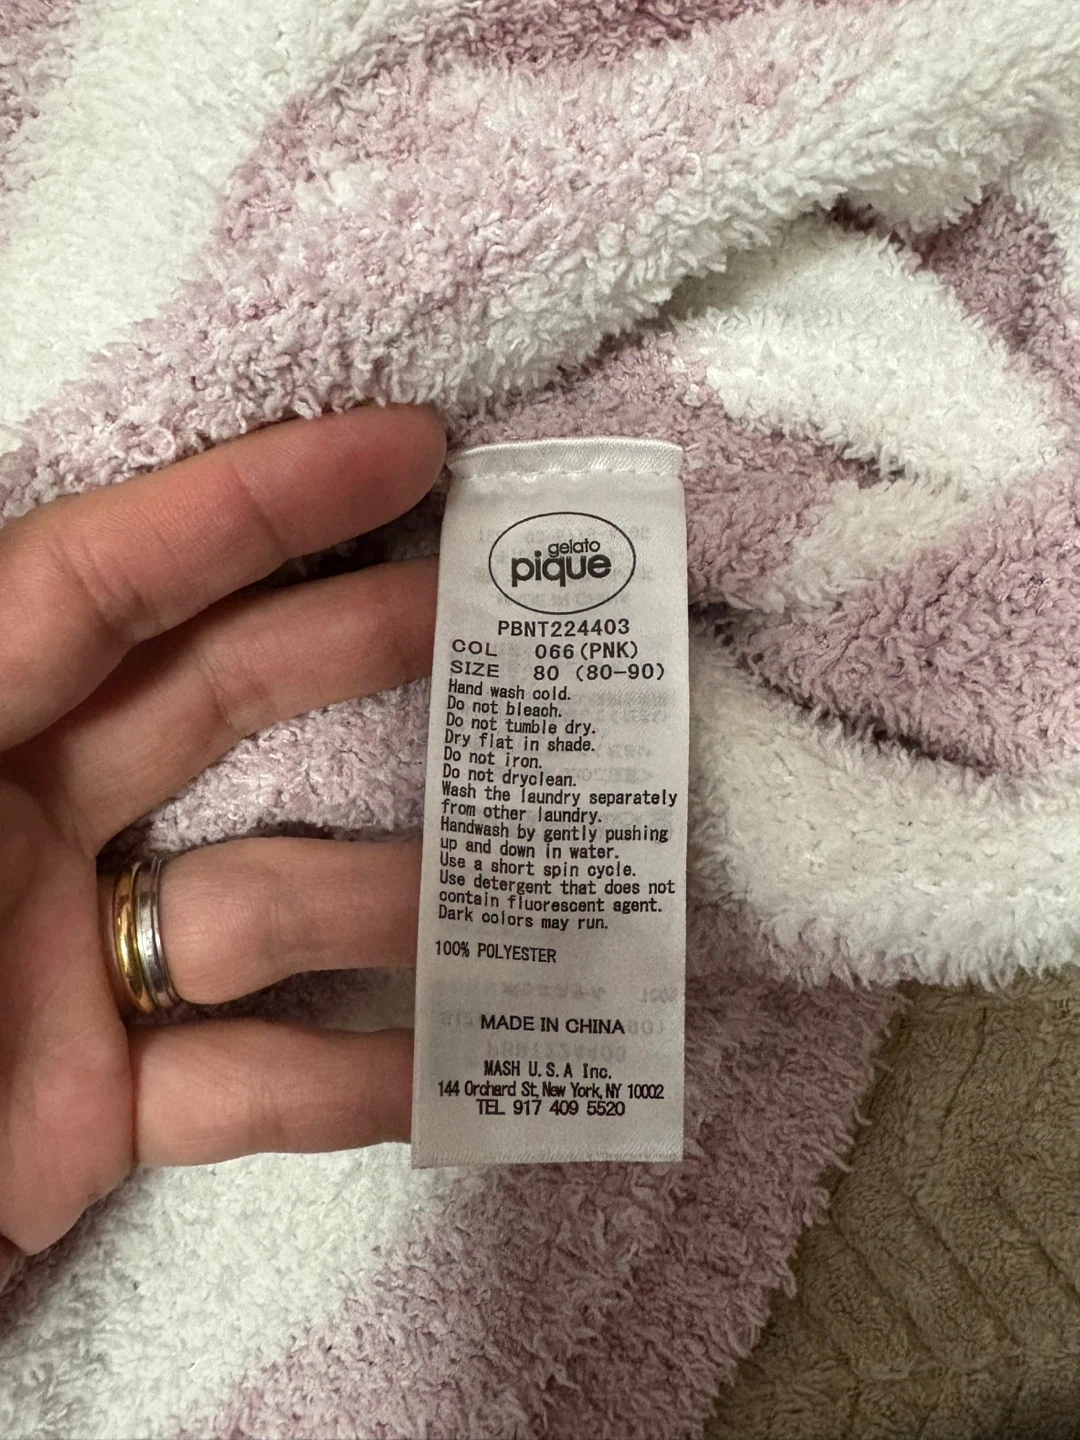 gelato
pique
PBNT224403
COL 066(PNK)
SIZE 80 (80-90)
Hand wash cold.
Do not bleach.
Do not tumble dry.
Dry flat in shade.
Do not iron.
Do not dryclean.
Wash the laundry separately
from other laundry.
Handwash by gently pushing
up and down in water.
Use a short spin cycle.
Use detergent that does not
contain fluorescent agent.
Dark colors may run.
100% POLYESTER
MADE IN CHINA
MASH U.S.A Inc.
144 Orchard St, New York, NY 10002
TEL 917 409 5520